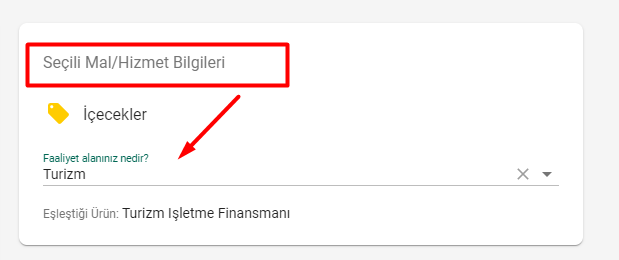 Seçili Mal/Hizmet Bilgileri
İçecekler
Faaliyet alanınız nedir?
Turizm
Eşleştiği Ürün: Turizm Işletme Finansmanı